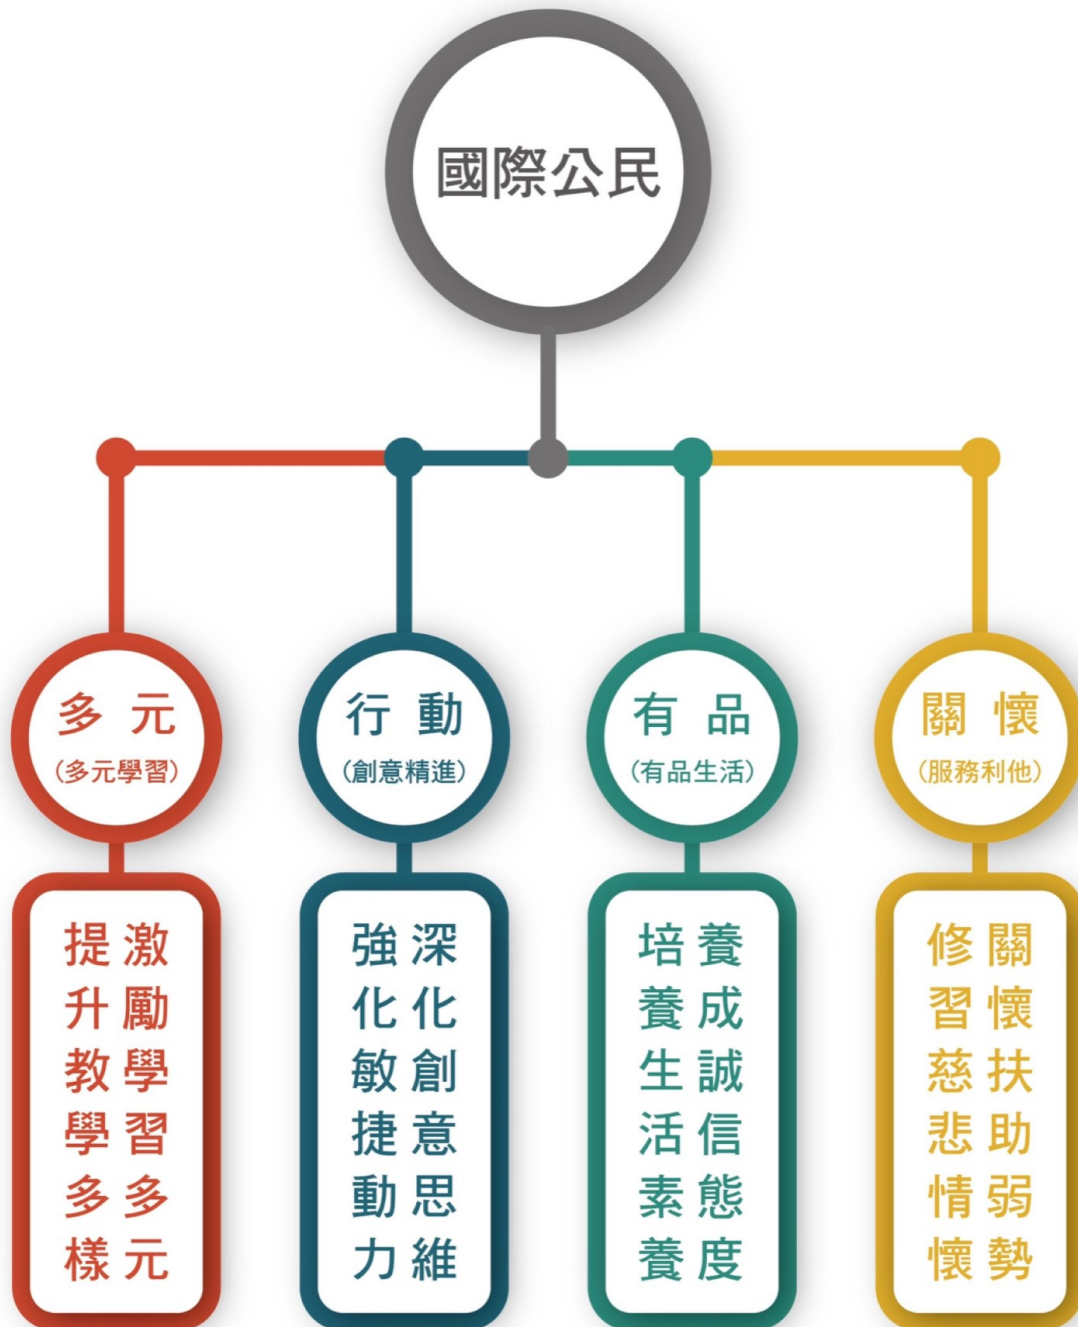 國際公民
多元
(多元學習)
激勵學習多元
提升教學多樣
行動
(創意精進)
深化創意思維
強化敏捷動力
有品
(有品生活)
養成誠信態度
培養生活素養
關懷
(服務利他)
關懷扶助弱勢
修習慈悲情懷